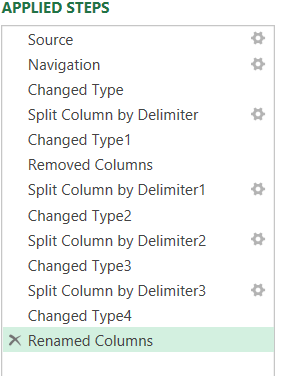 APPLIED STEPS
Source
Navigation
Changed Type
Split Column by Delimiter
Changed Type1
Removed Columns
Split Column by Delimiter1
Changed Type2
Split Column by Delimiter2
Changed Type3
Split Column by Delimiter3
Changed Type4
Renamed Columns